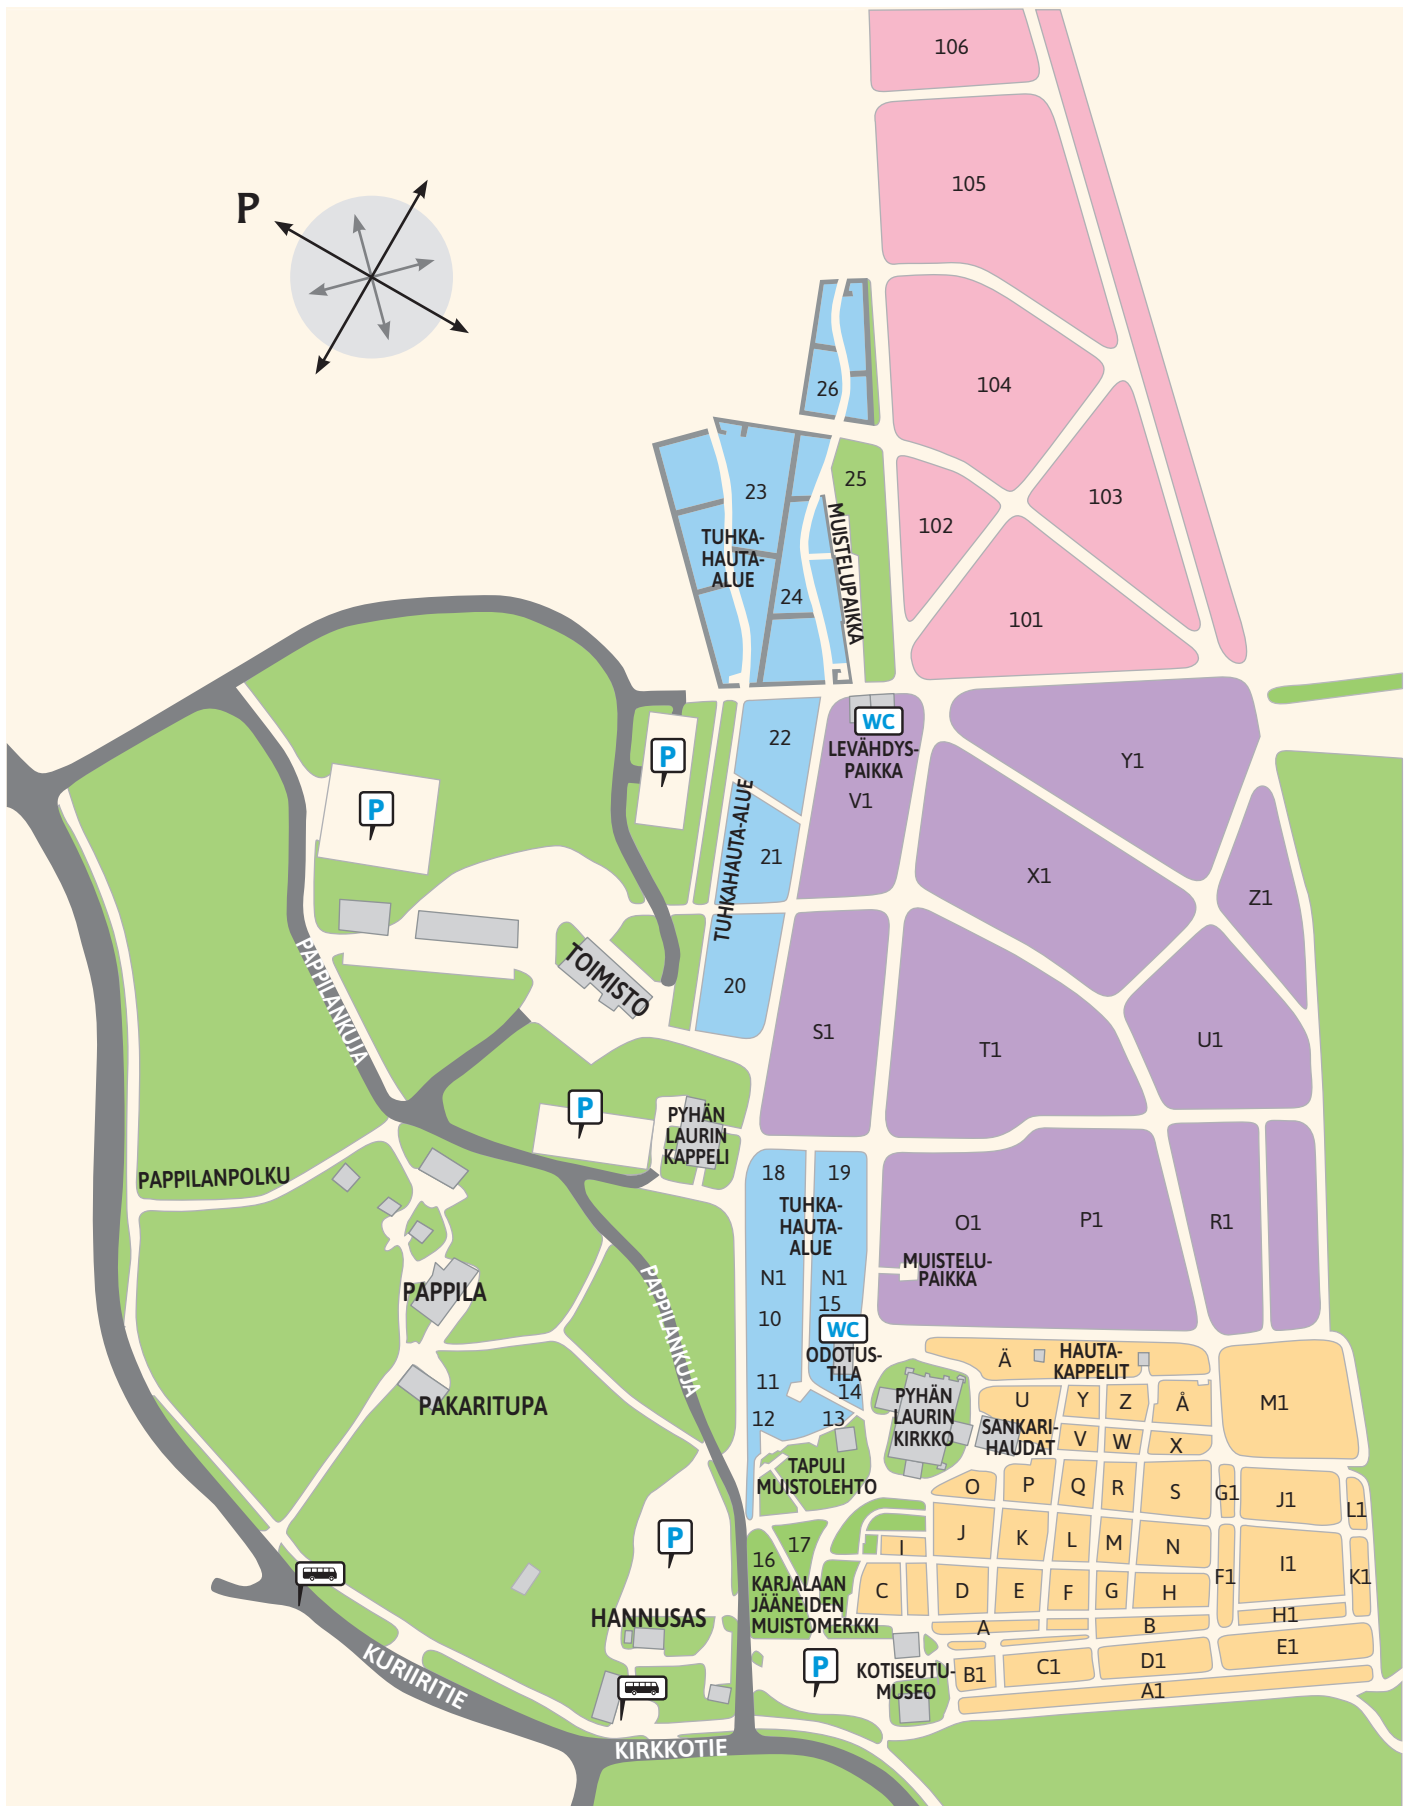 106
105
P
104
26
103
25
23
102
MUISTELUPAIKKA
TUHKA-
HAUTA-
ALUE
24
101
22
WC
LEVÄHDYS-
PAIKKA
V1
Y1
P
P
TUHKAHAUTA-ALUE
21
X1
Z1
PAPPILANKUJA
TOIMISTO
20
S1
T1
U1
P
PYHÄN
LAURIN
KAPPELI
PAPPILANPOLKU
18
19
TUHKA-
HAUTA-
ALUE
O1
P1
R1
MUISTELU-
PAIKKA
N1
N1
PAPPILA
PAPPILANKUJA
10
15
WC
ODOTUS-
TILA
Ä
HAUTA-
KAPPELIT
11
14
12
13
PAKARITUPA
PYHÄN
LAURIN
KIRKKO
U
Y
Z
Å
M1
SANKARI-
HAUDAT
V
W
X
TAPULI
MUISTOLEHTO
O
P
Q
R
S
G1
J1
L1
P
16
17
I
J
K
L
M
N
F1
I1
K1
KARJALAAN
JÄÄNEIDEN
MUISTOMERKKI
C
D
E
F
G
H
HANNUSAS
A
B
H1
KURIIRITIE
P
KOTISEUTU-
MUSEO
B1
C1
D1
E1
A1
KIRKKOTIE